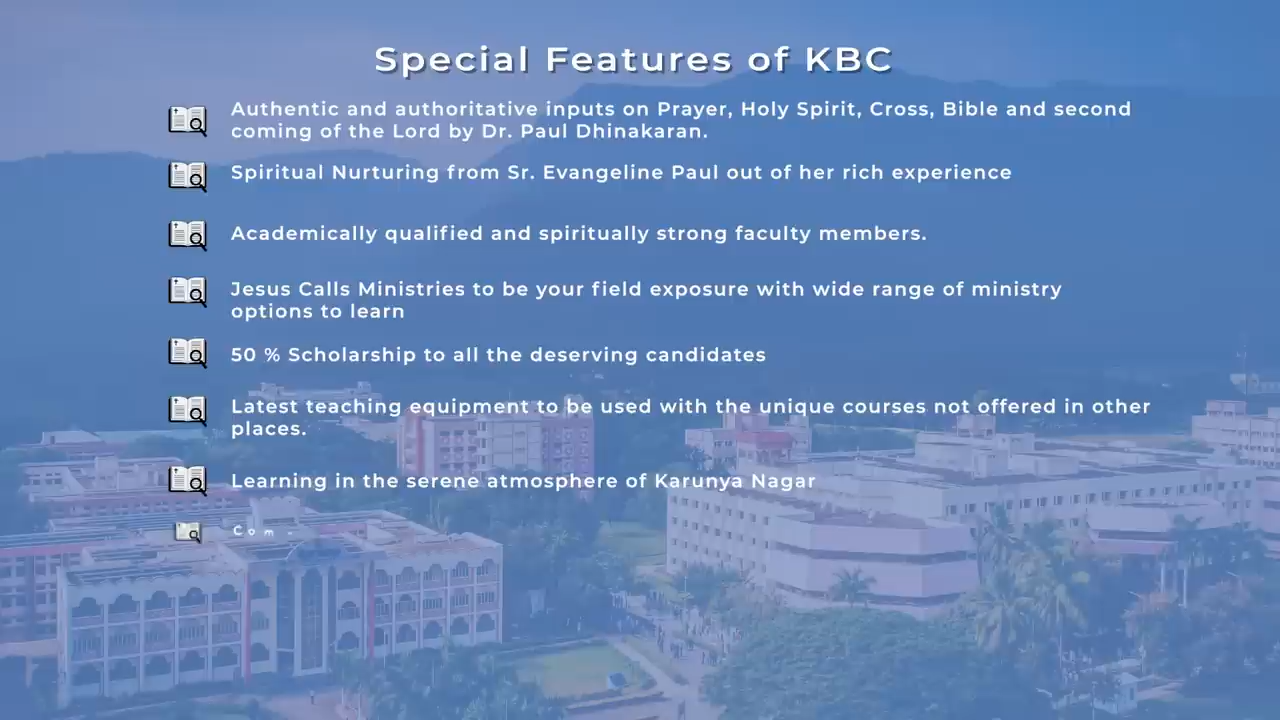 Special Features of KBC
Authentic and authoritative inputs on Prayer, Holy Spirit, Cross, Bible and second
coming of the Lord by Dr. Paul Dhinakaran.
Spiritual Nurturing from Sr. Evangeline Paul out of her rich experience
Academically qualified and spiritually strong faculty members.
Jesus Calls Ministries to be your field exposure with wide range of ministry
options to learn
50 % Scholarship to all the deserving candidates
Latest teaching equipment to be used with the unique courses not offered in other
places.
Learning in the serene atmosphere of Karunya Nagar
Com